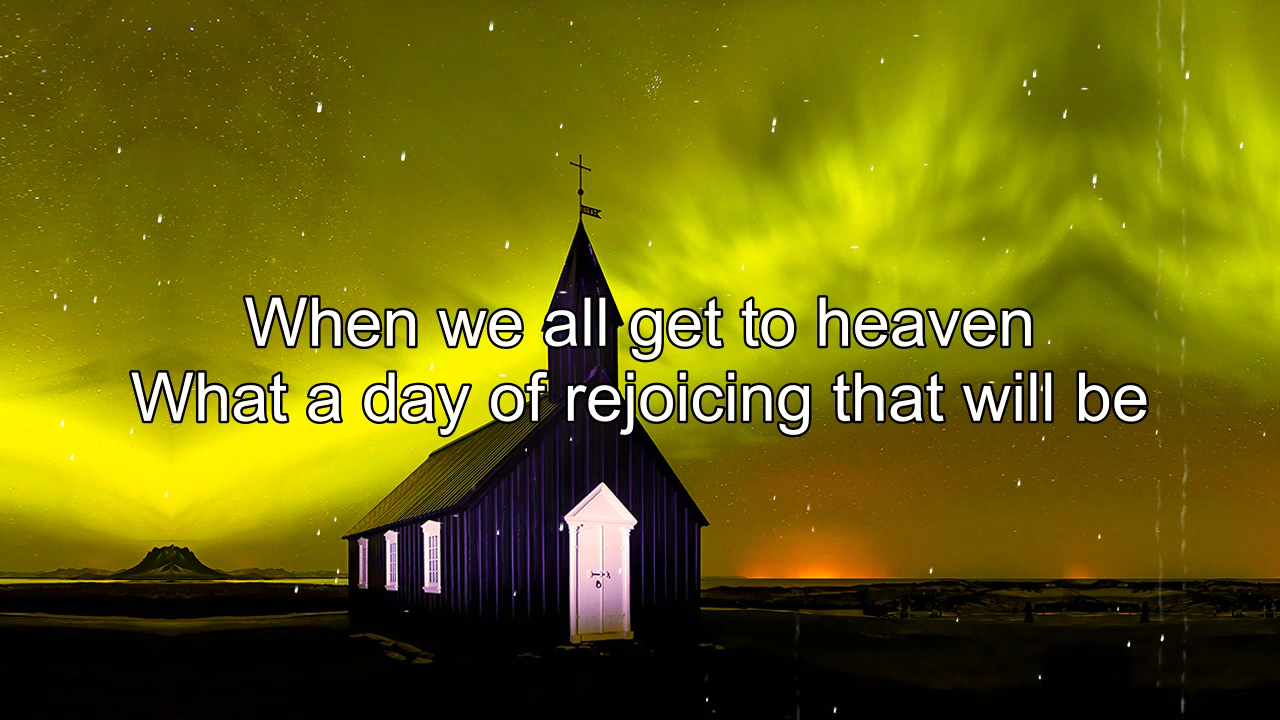 When we all get to heaven
What a day of rejoicing that will be